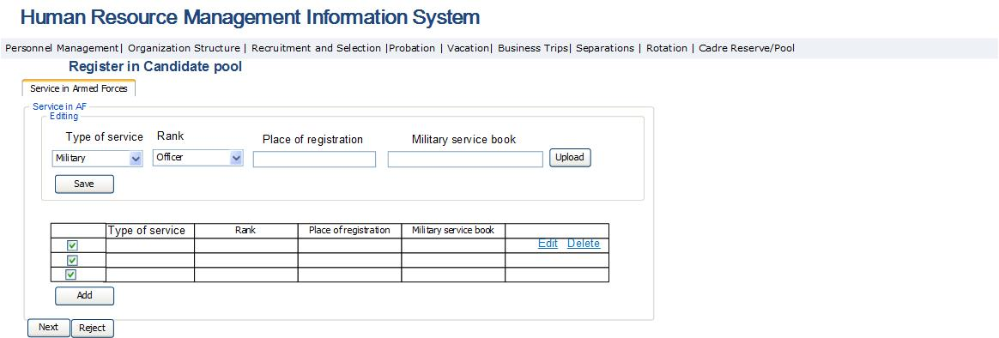 Human Resource Management Information System
Personnel Management| Organization Structure | Recruitment and Selection |Probation | Vacation| Business Trips| Separations | Rotation | Cadre Reserve/Pool
Register in Candidate pool
Service in Armed Forces
Service in AF
Editing
Type of service Rank Place of registration Military service book
Military Officer Upload
Save
Type of service Rank Place of registration Military service book
Edit Delete
Add
Next Reject